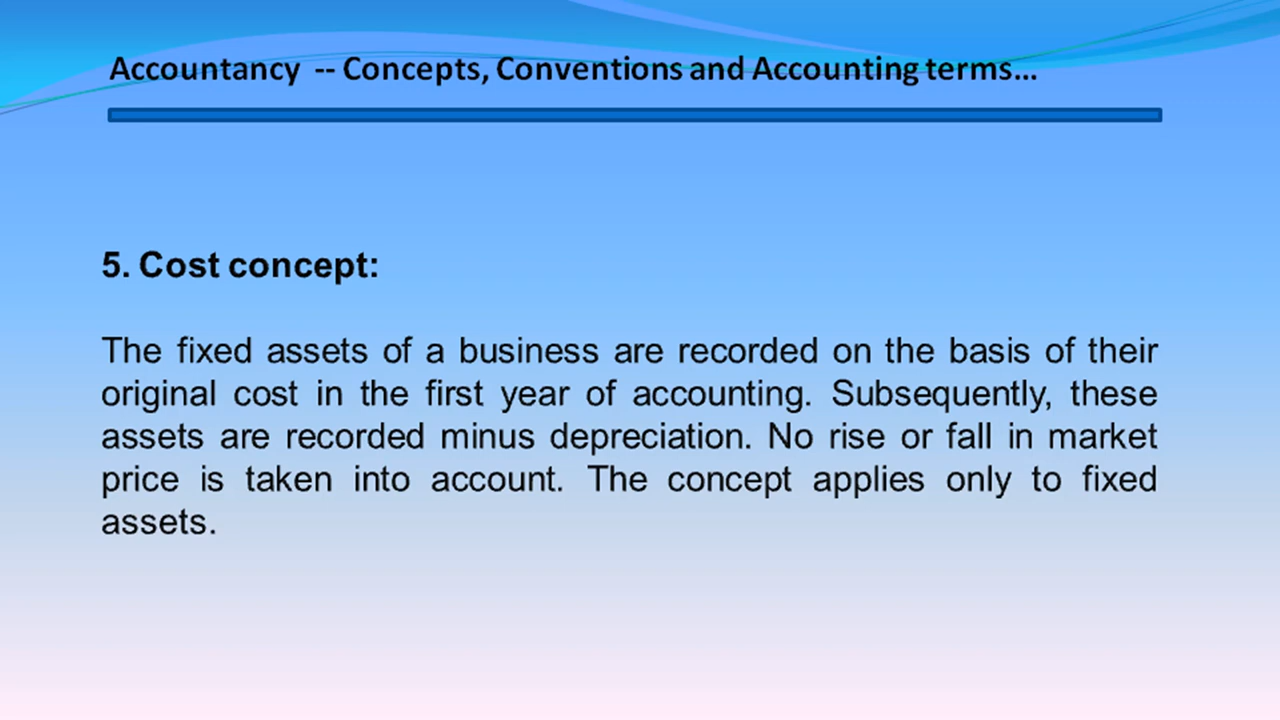 Accountancy -- Concepts, Conventions and Accounting terms...
5. Cost concept:
The fixed assets of a business are recorded on the basis of their
original cost in the first year of accounting. Subsequently, these
assets are recorded minus depreciation. No rise or fall in market
price is taken into account. The concept applies only to fixed
assets.